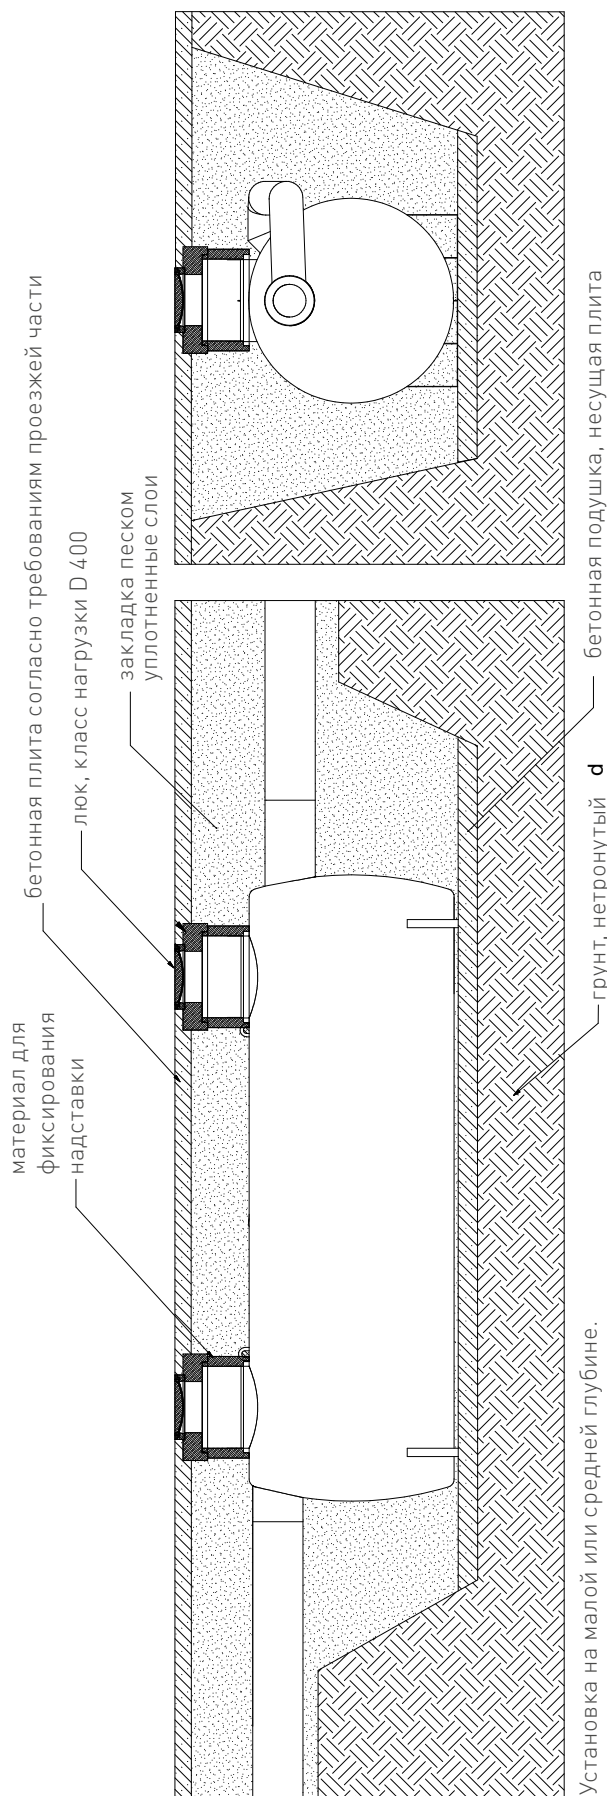 материал для
фиксирования
надставки
бетонная плита согласно требованиям проезжей части
люк, класс нагрузки D 400
закладка песком
уплотненные слои
Установка на малой или средней глубине.
грунт, нетронутый d
бетонная подушка, несущая плита